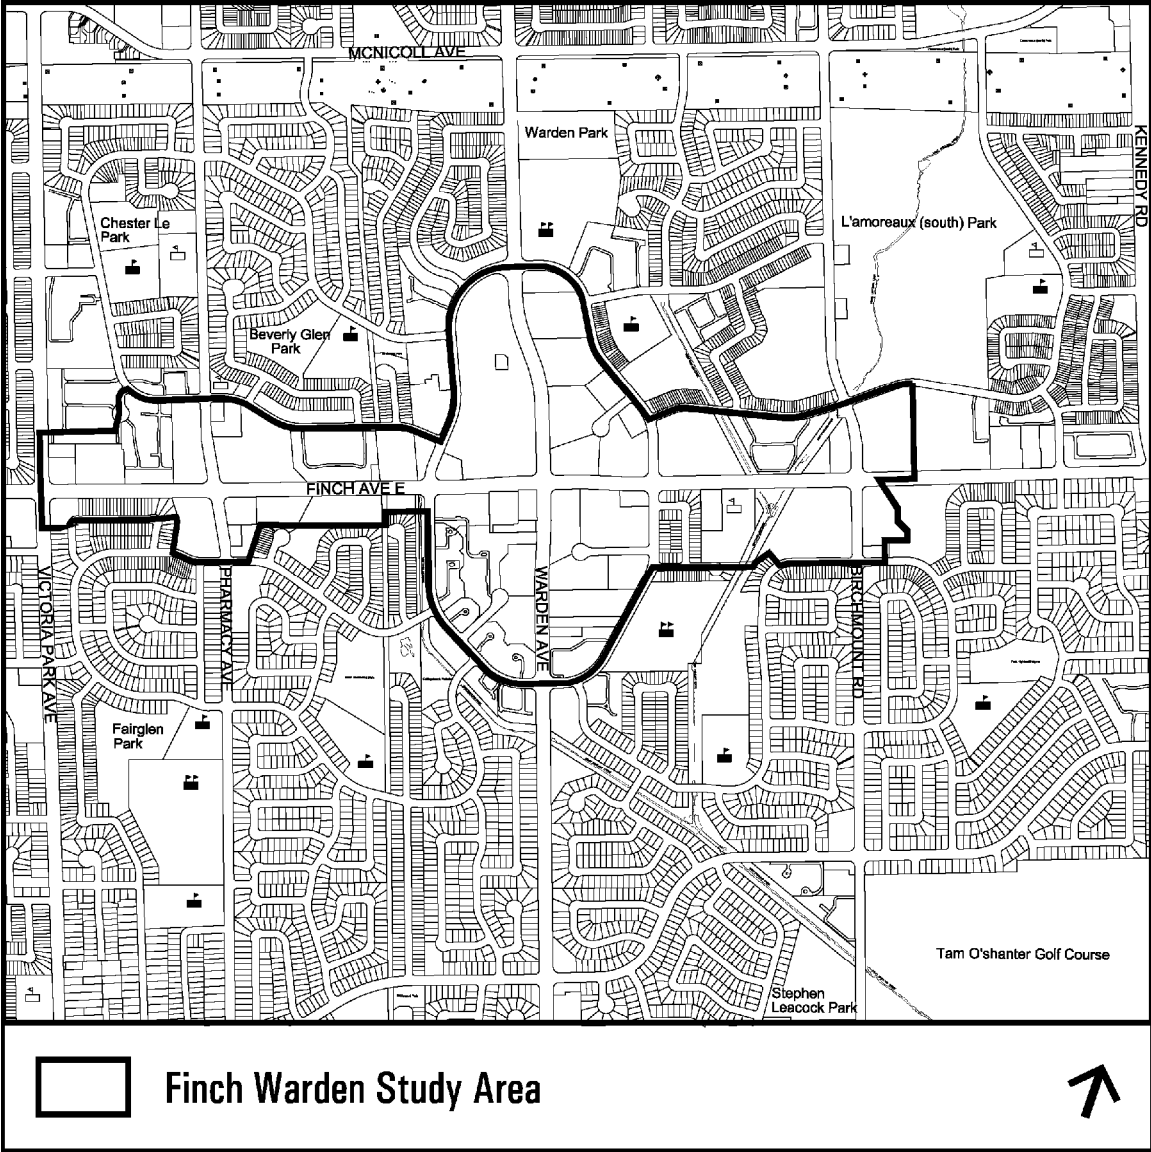 MCNICOLL AVE
Warden Park
KENNEDY RD
Chester Le
Park
L'amoreaux (south) Park
Beverly Glen
Park
FINCH AVE E
VICTORIA PARK AVE
PHARMACY AVE
WARDEN AVE
BIRCHMOUNT RD
Fairglen
Park
Tam O'shanter Golf Course
Stephen
Leacock Park
Finch Warden Study Area